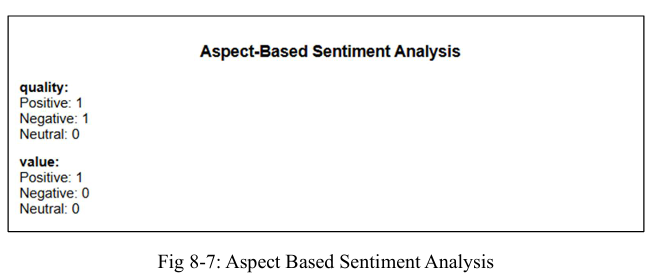 Aspect-Based Sentiment Analysis
quality:
Positive: 1
Negative: 1
Neutral: 0
value:
Positive: 1
Negative: 0
Neutral: 0
Fig 8-7: Aspect Based Sentiment Analysis